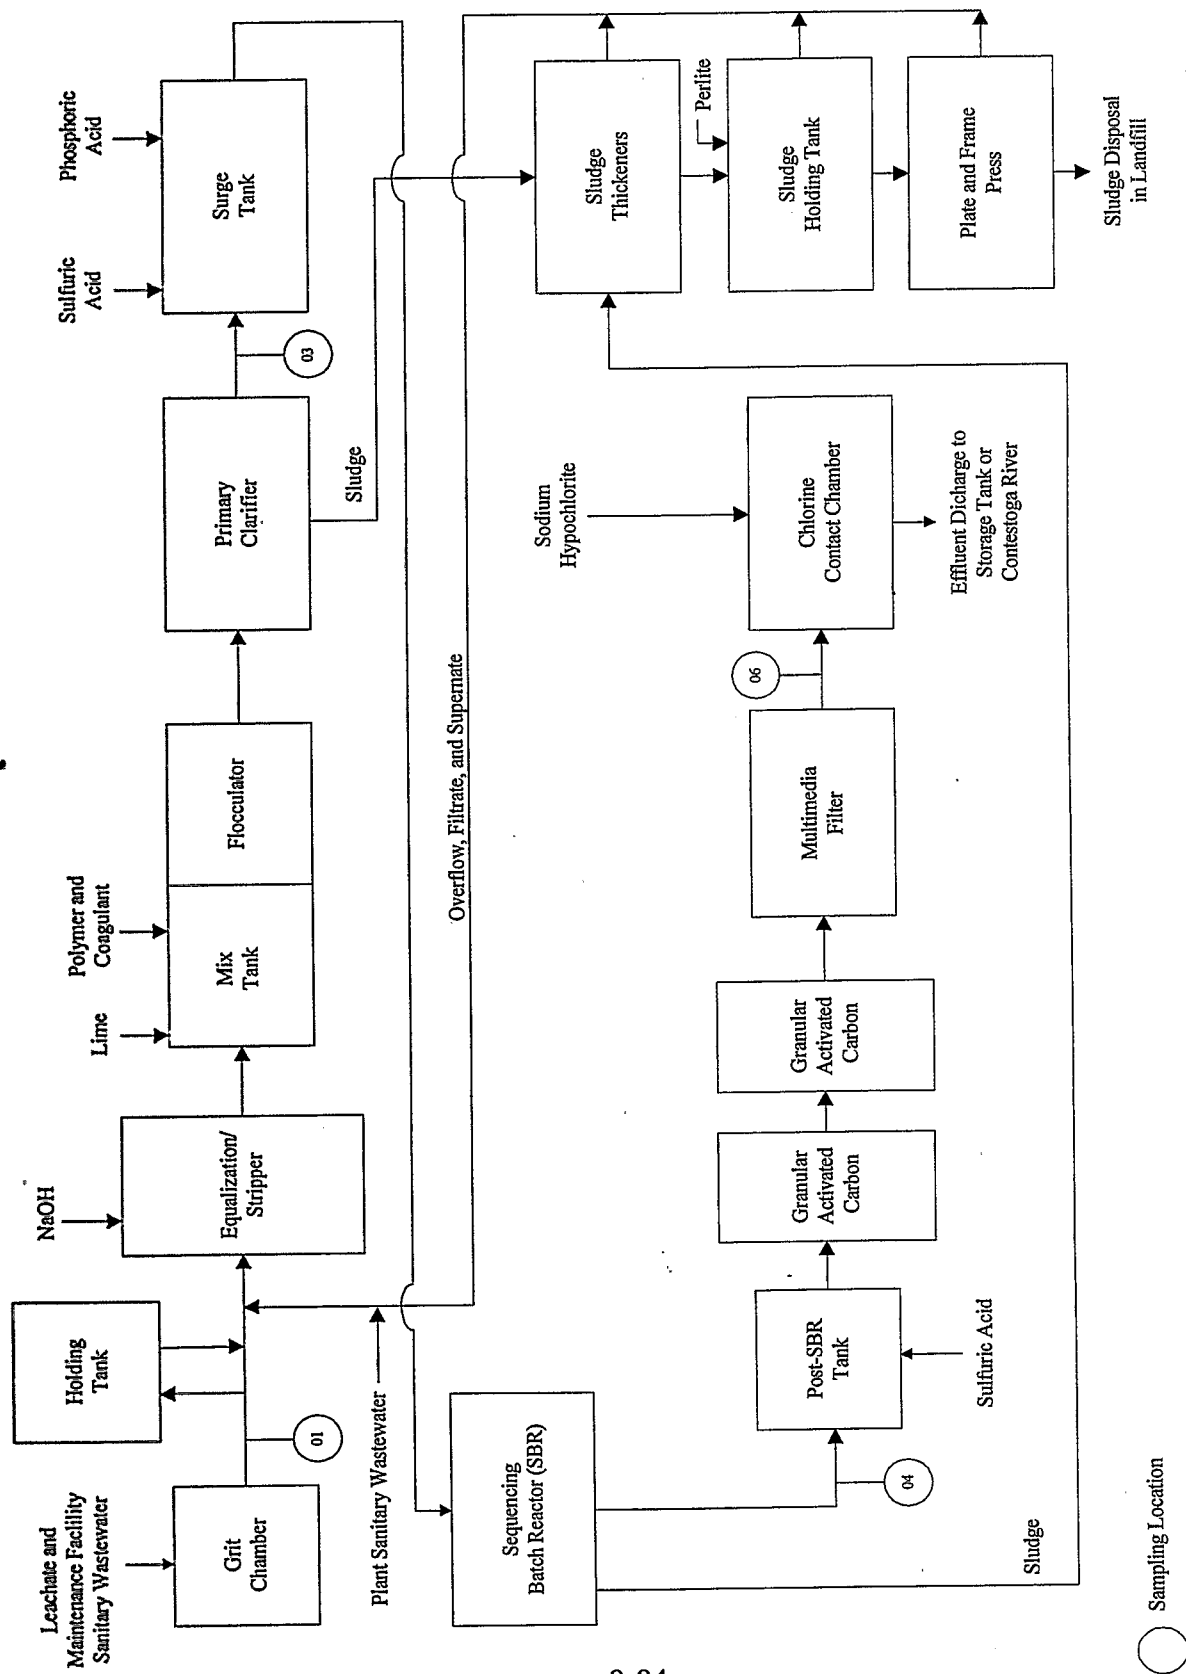 Leachate and
Maintenance Faclility
Sanitary Wastewater
Grit
Chamber
01
Holding
Tank
NaOH
Equalization/
Stripper
Lime
Polymer and
Coagulant
Mix
Tank
Flocculator
Primary
Clarifier
03
Sulfuric
Acid
Phosphoric
Acid
Surge
Tank
Sludge
Plant Sanitary Wastewater
Overflow, Filtrate, and Supernate
Sequencing
Batch Reactor (SBR)
04
Post-SBR
Tank
Sulfuric Acid
Granular
Activated
Carbon
Granular
Activated
Carbon
Multimedia
Filter
06
Sodium
Hypochlorite
Chlorine
Contact Chamber
Effluent Dicharge to
Storage Tank or
Contestoga River
Sludge
Thickeners
Perlite
Sludge
Holding Tank
Plate and Frame
Press
Sludge Disposal
in Landfill
Sludge
Sampling Location